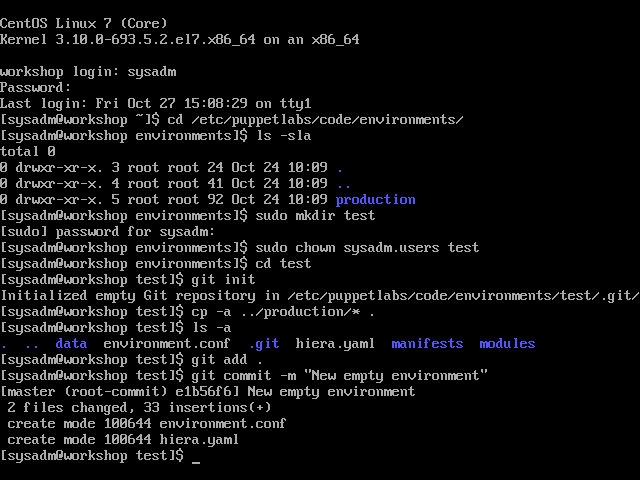 CentOS Linux 7 (Core)
Kernel 3.10.0-693.5.2.el7.x86_64 on an x86_64
workshop login: sysadm
Password:
Last login: Fri Oct 27 15:08:29 on tty1
[sysadm@workshop ~]$ cd /etc/puppetlabs/code/environments/
[sysadm@workshop environments]$ ls -sla
total 0
0 drwxr-xr-x. 3 root root 24 Oct 24 10:09 .
0 drwxr-xr-x. 4 root root 41 Oct 24 10:09 ..
0 drwxr-xr-x. 5 root root 92 Oct 24 10:09 production
[sysadm@workshop environments]$ sudo mkdir test
[sudo] password for sysadm:
[sysadm@workshop environments]$ sudo chown sysadm.users test
[sysadm@workshop environments]$ cd test
[sysadm@workshop test]$ git init
Initialized empty Git repository in /etc/puppetlabs/code/environments/test/.git/
[sysadm@workshop test]$ cp -a ../production/* .
[sysadm@workshop test]$ ls -a
.  ..  data  environment.conf  .git  hiera.yaml  manifests  modules
[sysadm@workshop test]$ git add .
[sysadm@workshop test]$ git commit -m "New empty environment"
[master (root-commit) e1b56f6] New empty environment
 2 files changed, 33 insertions(+)
 create mode 100644 environment.conf
 create mode 100644 hiera.yaml
[sysadm@workshop test]$ _